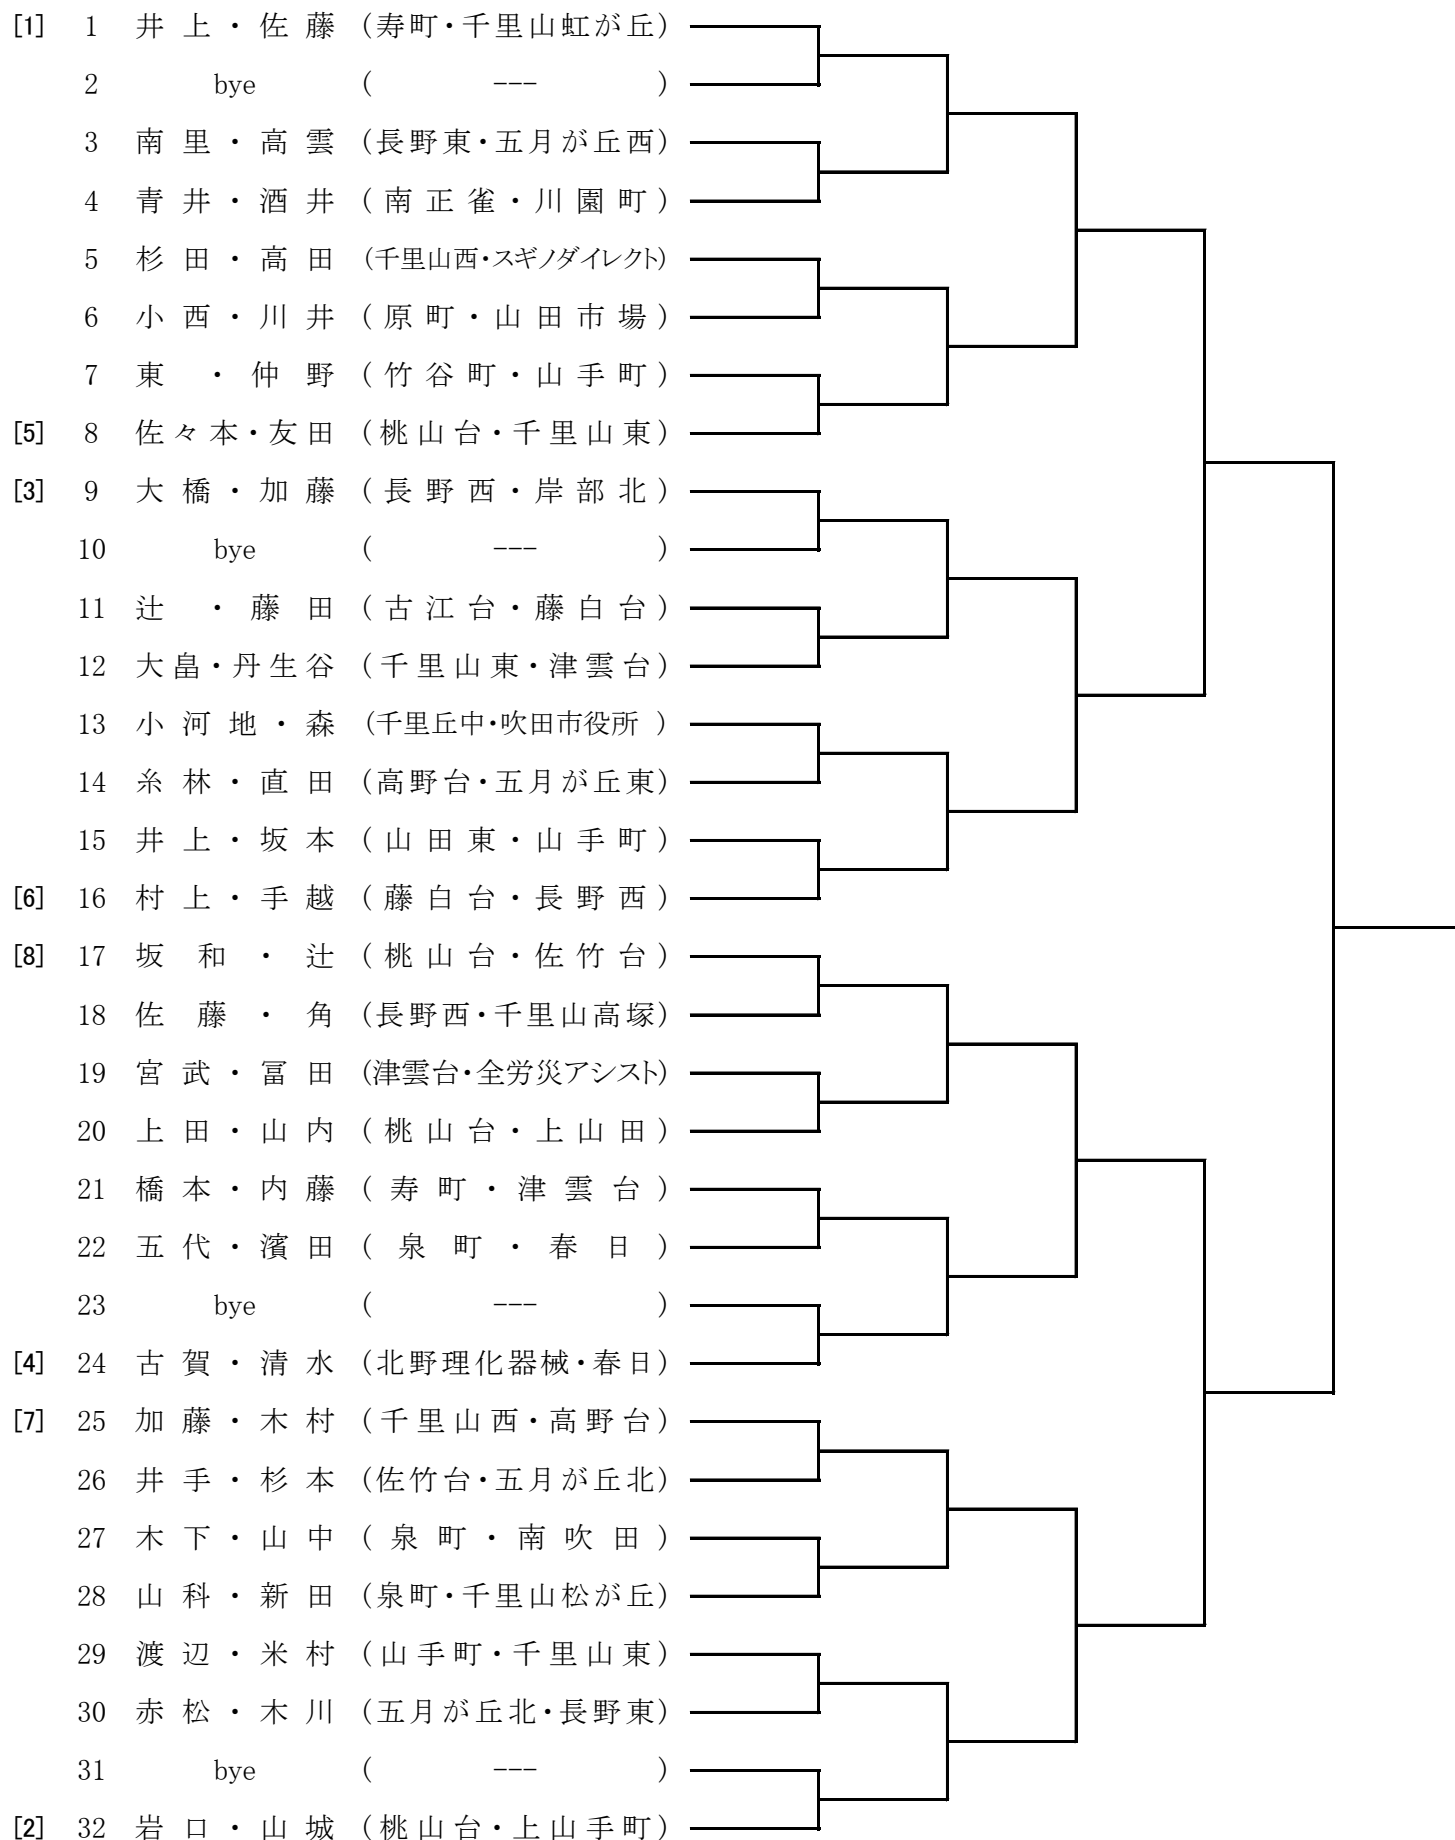 [1] 1 井上・佐藤 (寿町・千里山虹が丘)
2 bye ( --- )
3 南里・高雲 (長野東・五月が丘西)
4 青井・酒井 (南正雀・川園町)
5 杉田・高田 (千里山西・スギノダイレクト)
6 小西・川井 (原町・山田市場)
7 東・仲野 (竹谷町・山手町)
[5] 8 佐々本・友田 (桃山台・千里山東)
[3] 9 大橋・加藤 (長野西・岸部北)
10 bye ( --- )
11 辻・藤田 (古江台・藤白台)
12 大畠・丹生谷 (千里山東・津雲台)
13 小河地・森 (千里丘中・吹田市役所 )
14 糸林・直田 (高野台・五月が丘東)
15 井上・坂本 (山田東・山手町)
[6] 16 村上・手越 (藤白台・長野西)
[8] 17 坂和・辻 (桃山台・佐竹台)
18 佐藤・角 (長野西・千里山高塚)
19 宮武・冨田 (津雲台・全労災アシスト)
20 上田・山内 (桃山台・上山田)
21 橋本・内藤 (寿町・津雲台)
22 五代・濱田 (泉町・春日)
23 bye ( --- )
[4] 24 古賀・清水 (北野理化器械・春日)
[7] 25 加藤・木村 (千里山西・高野台)
26 井手・杉本 (佐竹台・五月が丘北)
27 木下・山中 (泉町・南吹田)
28 山科・新田 (泉町・千里山松が丘)
29 渡辺・米村 (山手町・千里山東)
30 赤松・木川 (五月が丘北・長野東)
31 bye ( --- )
[2] 32 岩口・山城 (桃山台・上山手町)